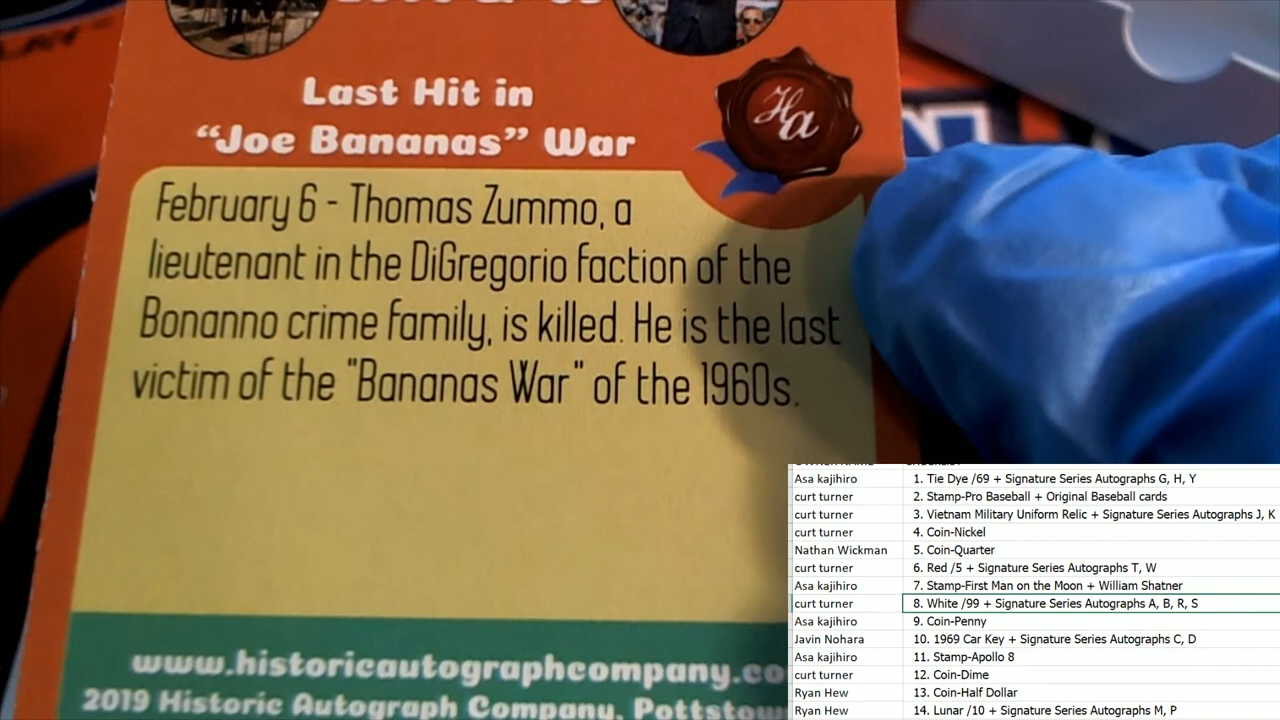 Last Hit in
“Joe Bananas” War
Ha
February 6 - Thomas Zummo, a
lieutenant in the DiGregorio faction of the
Bonanno crime family, is killed. He is the last
victim of the "Bananas War" of the 1960s.
www.historicautographcompany.co
2019 Historic Autograph Company, Pottstow
Asa kajihiro 1. Tie Dye /69 + Signature Series Autographs G, H, Y
curt turner 2. Stamp-Pro Baseball + Original Baseball cards
curt turner 3. Vietnam Military Uniform Relic + Signature Series Autographs J, K
curt turner 4. Coin-Nickel
Nathan Wickman 5. Coin-Quarter
curt turner 6. Red /5 + Signature Series Autographs T, W
Asa kajihiro 7. Stamp-First Man on the Moon + William Shatner
curt turner 8. White /99 + Signature Series Autographs A, B, R, S
Asa kajihiro 9. Coin-Penny
Javin Nohara 10. 1969 Car Key + Signature Series Autographs C, D
Asa kajihiro 11. Stamp-Apollo 8
curt turner 12. Coin-Dime
Ryan Hew 13. Coin-Half Dollar
Ryan Hew 14. Lunar /10 + Signature Series Autographs M, P